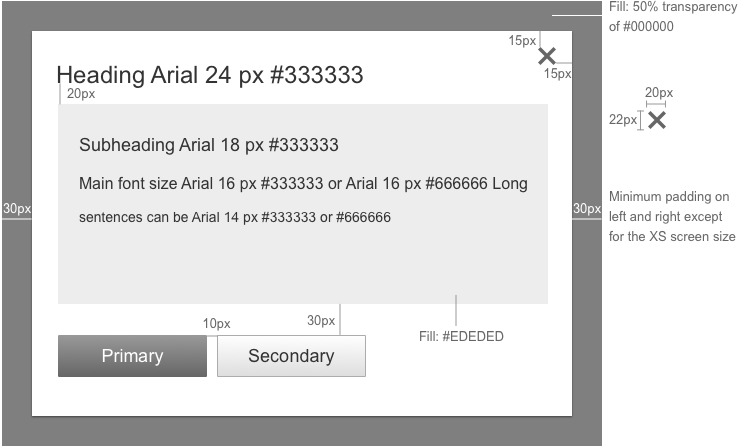 Fill: 50% transparency
of #000000
15px
15px
Heading Arial 24 px #333333
20px
20px
22px
Subheading Arial 18 px #333333
Main font size Arial 16 px #333333 or Arial 16 px #666666 Long
sentences can be Arial 14 px #333333 or #666666
30px
30px
Minimum padding on
left and right except
for the XS screen size
10px
30px
Fill: #EDEDED
Primary
Secondary